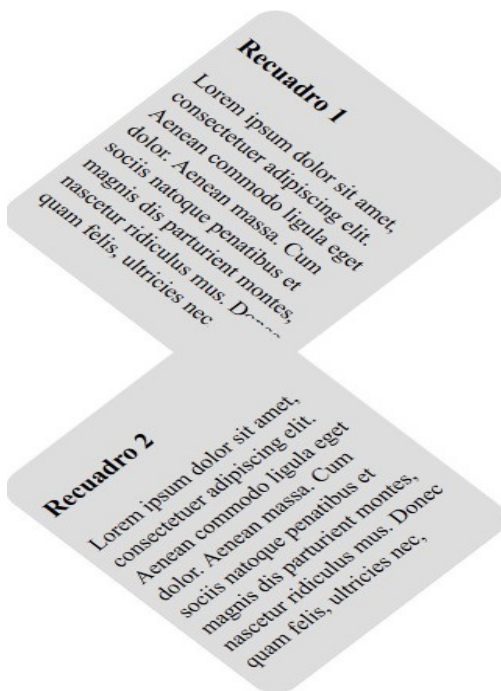 Recuadro 1
Lorem ipsum dolor sit amet,
consectetuer adipiscing elit.
Aenean commodo ligula eget
dolor. Aenean massa. Cum
sociis natoque penatibus et
magnis dis parturient montes,
nascetur ridiculus mus.
quam felis, ultricies nec
Recuadro 2
Lorem ipsum dolor sit amet,
consectetuer adipiscing elit.
Aenean commodo ligula eget
dolor. Aenean massa. Cum
sociis natoque penatibus et
magnis dis parturient montes,
nascetur ridiculus mus. Donec
quam felis, ultricies nec,